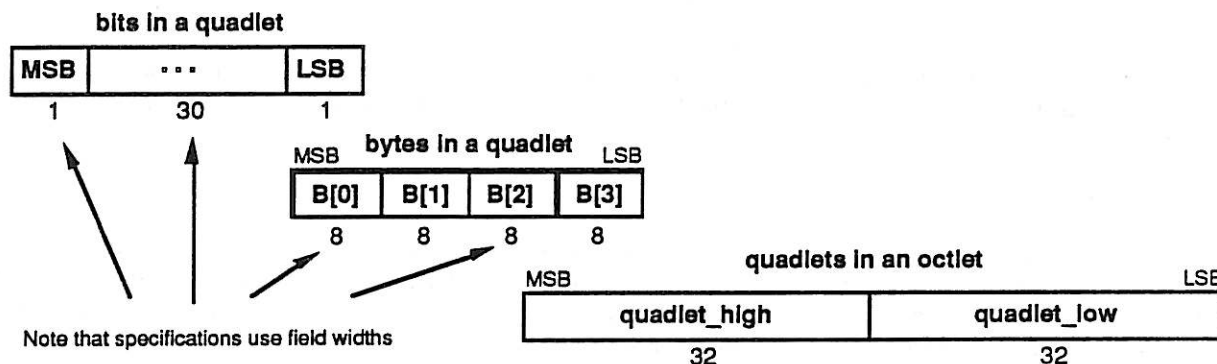 bits in a quadlet
MSB ... LSB
1 30 1
bytes in a quadlet
MSB LSB
B[0] B[1] B[2] B[3]
8 8 8 8
quadlets in an octlet
MSB LSB
quadlet_high quadlet_low
32 32
Note that specifications use field widths